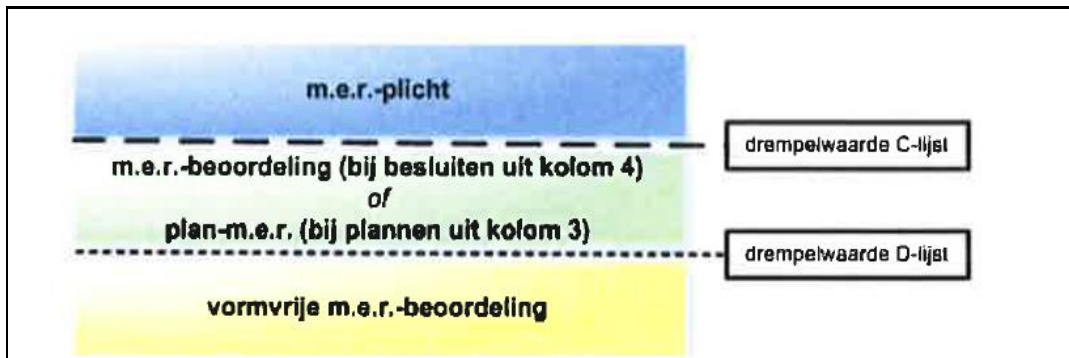 m.e.r.-plicht
drempelwaarde C-lijst
m.e.r.-beoordeling (bij besluiten uit kolom 4)
of
plan-m.e.r. (bij plannen uit kolom 3)
drempelwaarde D-lijst
vormvrije m.e.r.-beoordeling